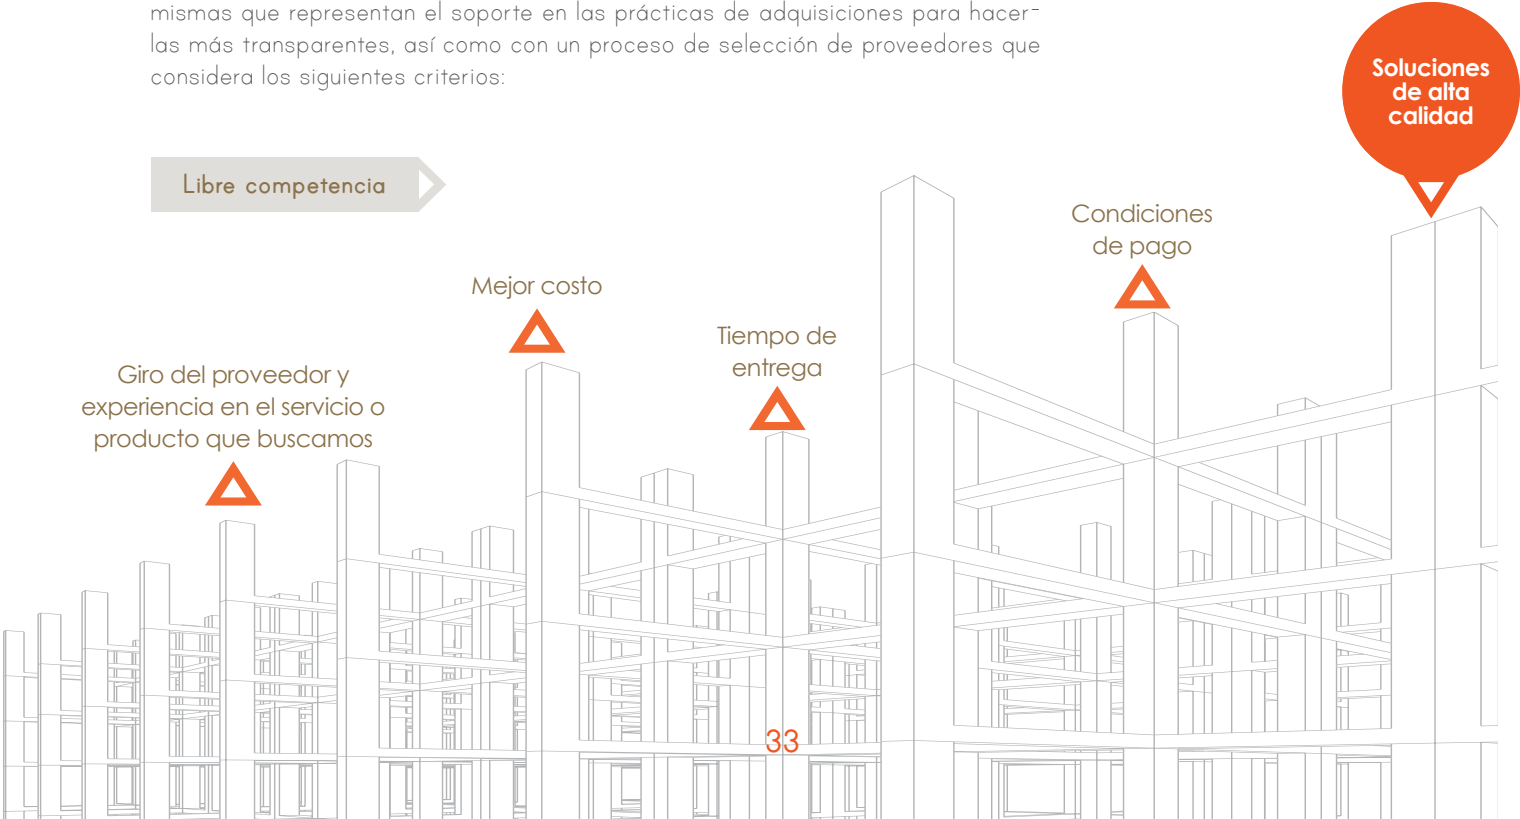 mismas que representan el soporte en las prácticas de adquisiciones para hacer-
las más transparentes, así como con un proceso de selección de proveedores que
considera los siguientes criterios:
Soluciones
de alta
calidad
Libre competencia
Condiciones
de pago
Mejor costo
Tiempo de
entrega
Giro del proveedor y
experiencia en el servicio o
producto que buscamos
33